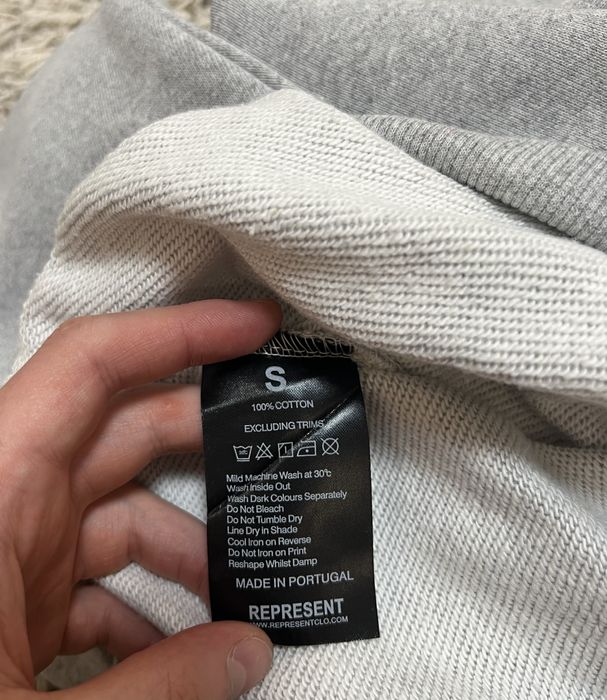 S
100% COTTON
EXCLUDING TRIMS
Mild Machine Wash at 30°c
Wash Inside Out
Wash Dark Colours Separately
Do Not Bleach
Do Not Tumble Dry
Line Dry in Shade
Cool Iron on Reverse
Do Not Iron on Print
Reshape Whilst Damp
MADE IN PORTUGAL
REPRESENT
WWW.REPRESENTCLO.COM